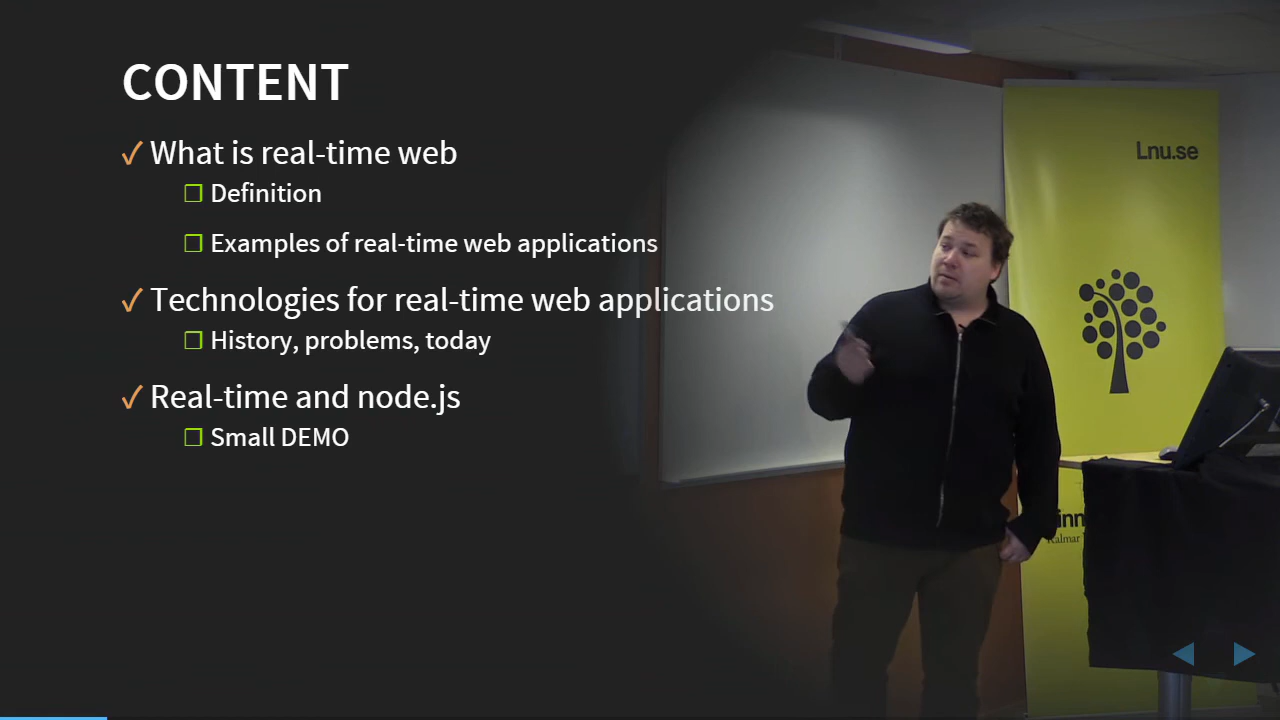 CONTENT
✓ What is real-time web
❐ Definition
❐ Examples of real-time web applications
✓ Technologies for real-time web applications
❐ History, problems, today
✓ Real-time and node.js
❐ Small DEMO
Lnu.se
Kalmar